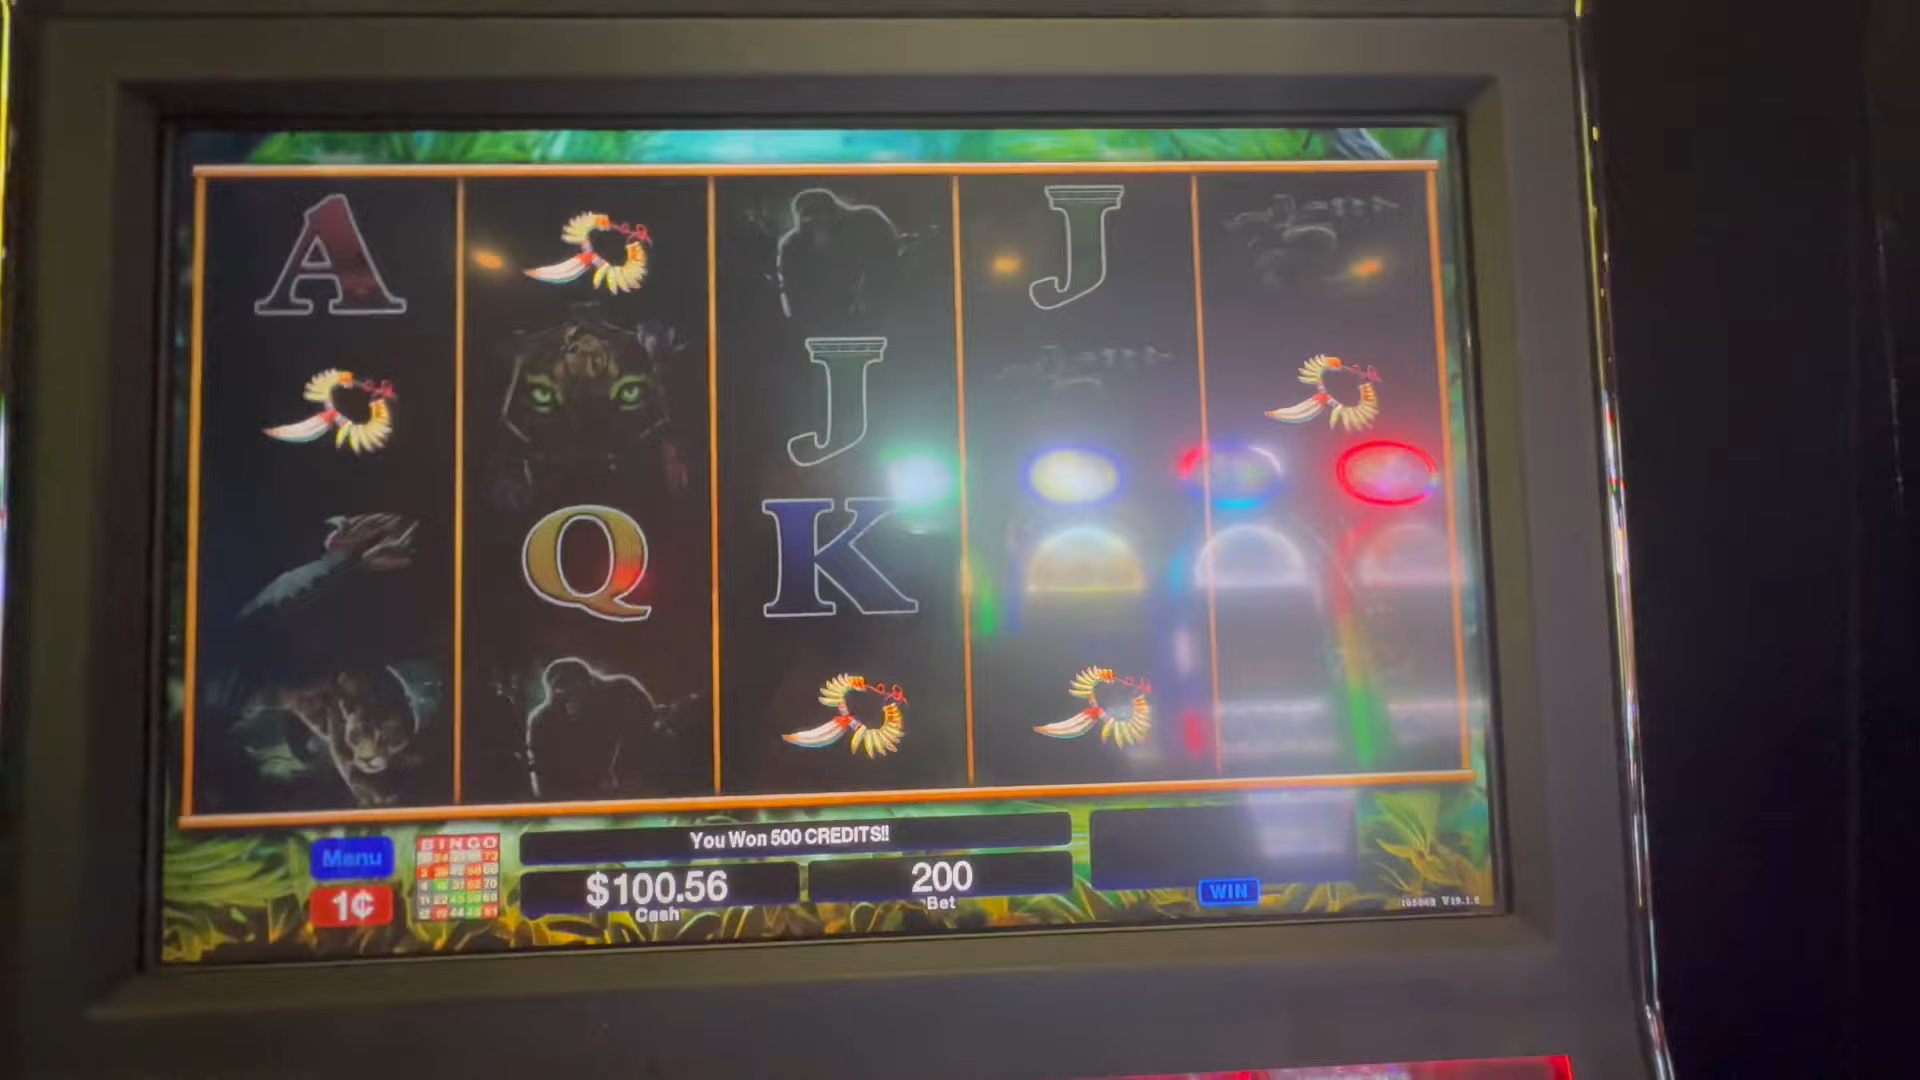 A
J
J
Q
K
You Won 500 CREDITS!!
Menu
BINGO
$100.56
200
Cash
Bet
1¢
WIN